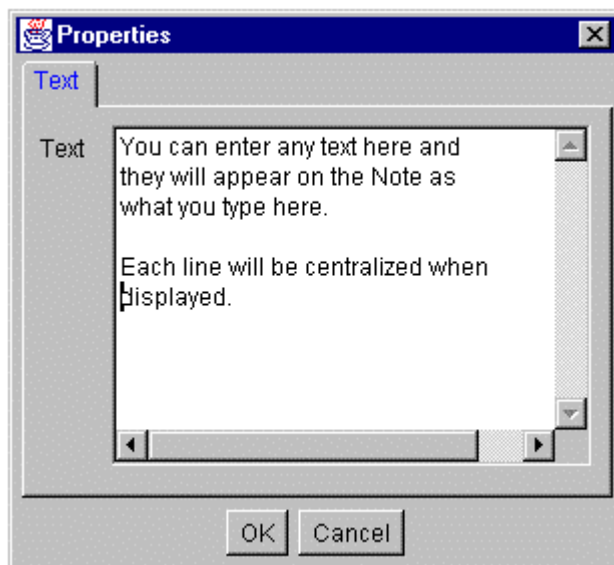 Properties
Text
Text
You can enter any text here and
they will appear on the Note as
what you type here.
Each line will be centralized when
displayed.
OK
Cancel